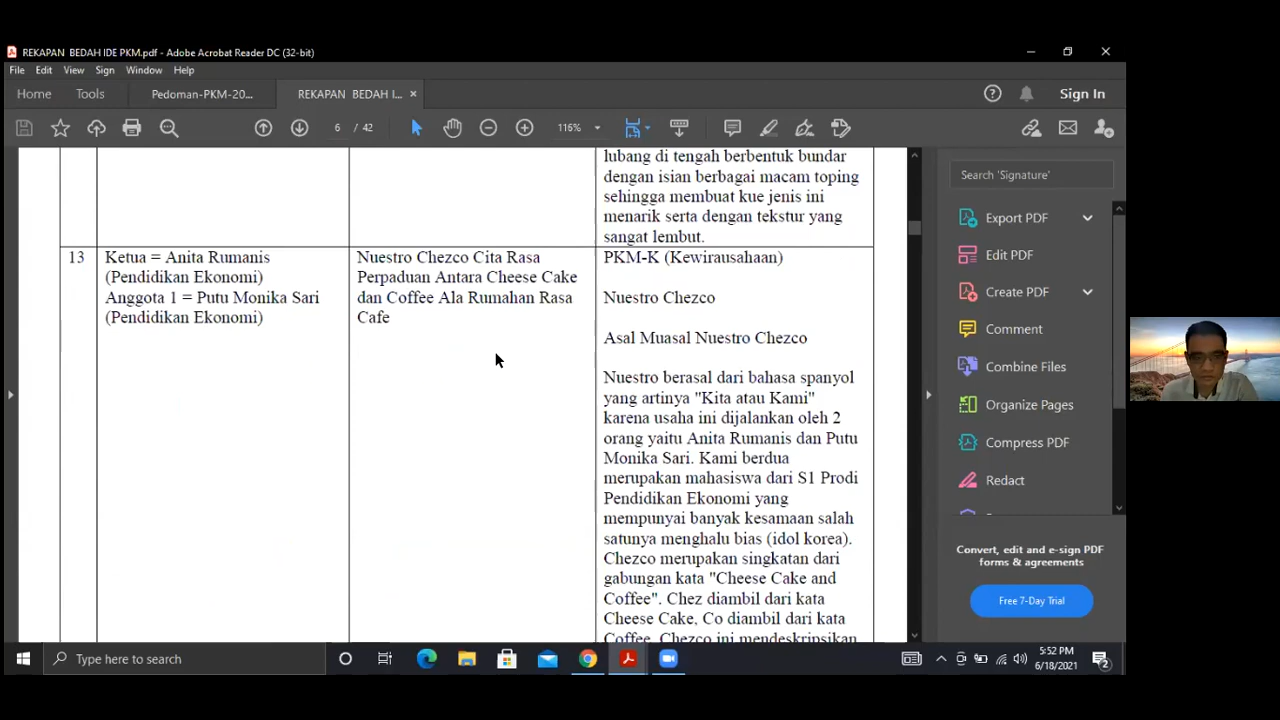 REKAPAN BEDAH IDE PKM.pdf - Adobe Acrobat Reader DC (32-bit)
File Edit View Sign Window Help
Home Tools Pedoman-PKM-20... REKAPAN BEDAH I... × Sign In
6 / 42 116%
lubang di tengah berbentuk bundar
dengan isian berbagai macam toping
sehingga membuat kue jenis ini
menarik serta dengan tekstur yang
sangat lembut.
13
Ketua = Anita Rumanis
(Pendidikan Ekonomi)
Anggota 1 = Putu Monika Sari
(Pendidikan Ekonomi)
Nuestro Chezco Cita Rasa
Perpaduan Antara Cheese Cake
dan Coffee Ala Rumahan Rasa
Cafe
PKM-K (Kewirausahaan)
Nuestro Chezco
Asal Muasal Nuestro Chezco
Nuestro berasal dari bahasa spanyol
yang artinya "Kita atau Kami"
karena usaha ini dijalankan oleh 2
orang yaitu Anita Rumanis dan Putu
Monika Sari. Kami berdua
merupakan mahasiswa dari S1 Prodi
Pendidikan Ekonomi yang
mempunyai banyak kesamaan salah
satunya menghalu bias (idol korea).
Chezco merupakan singkatan dari
gabungan kata "Cheese Cake and
Coffee". Chez diambil dari kata
Cheese Cake, Co diambil dari kata
Coffee. Chezco ini mendeskripsikan
Search 'Signature'
Export PDF
Edit PDF
Create PDF
Comment
Combine Files
Organize Pages
Compress PDF
Redact
Convert, edit and e-sign PDF
forms & agreements
Free 7-Day Trial
Type here to search
5:52 PM
6/18/2021
2